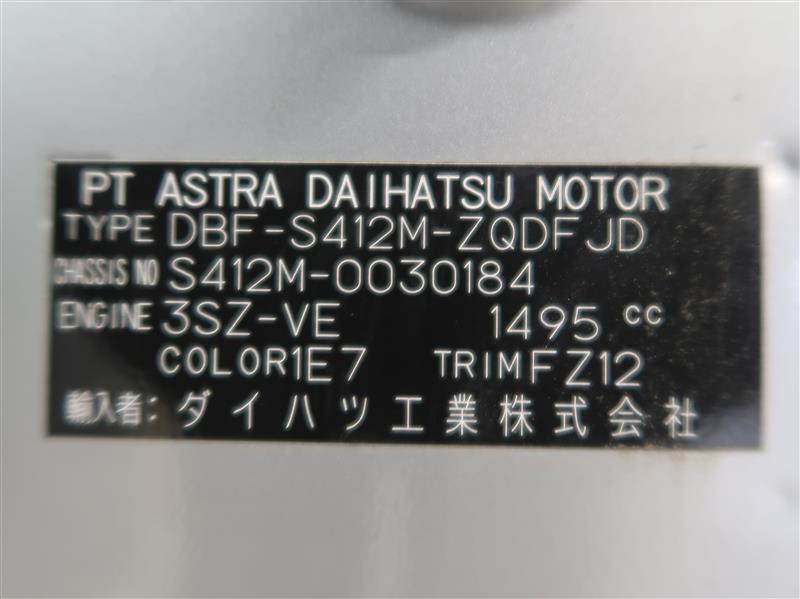 PT ASTRA DAIHATSU MOTOR
TYPE DBF-S412M-ZQDFJD
CHASSIS NO S412M-0030184
ENGINE 3SZ-VE 1495 cc
COLOR1E7 TRIMFZ12
輸入者: ダイハツ工業株式会社